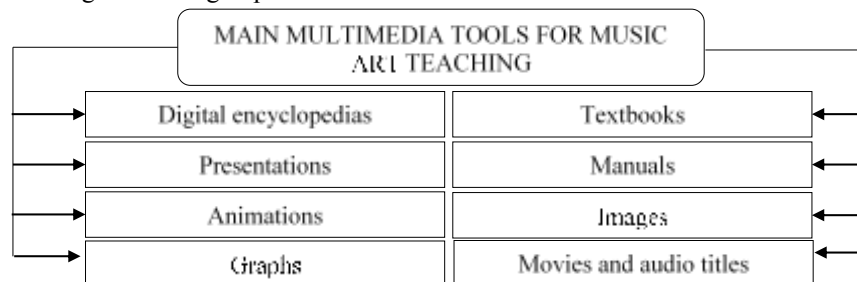 MAIN MULTIMEDIA TOOLS FOR MUSIC
ART TEACHING
Digital encyclopedias
Textbooks
Presentations
Manuals
Animations
Images
Graphs
Movies and audio titles